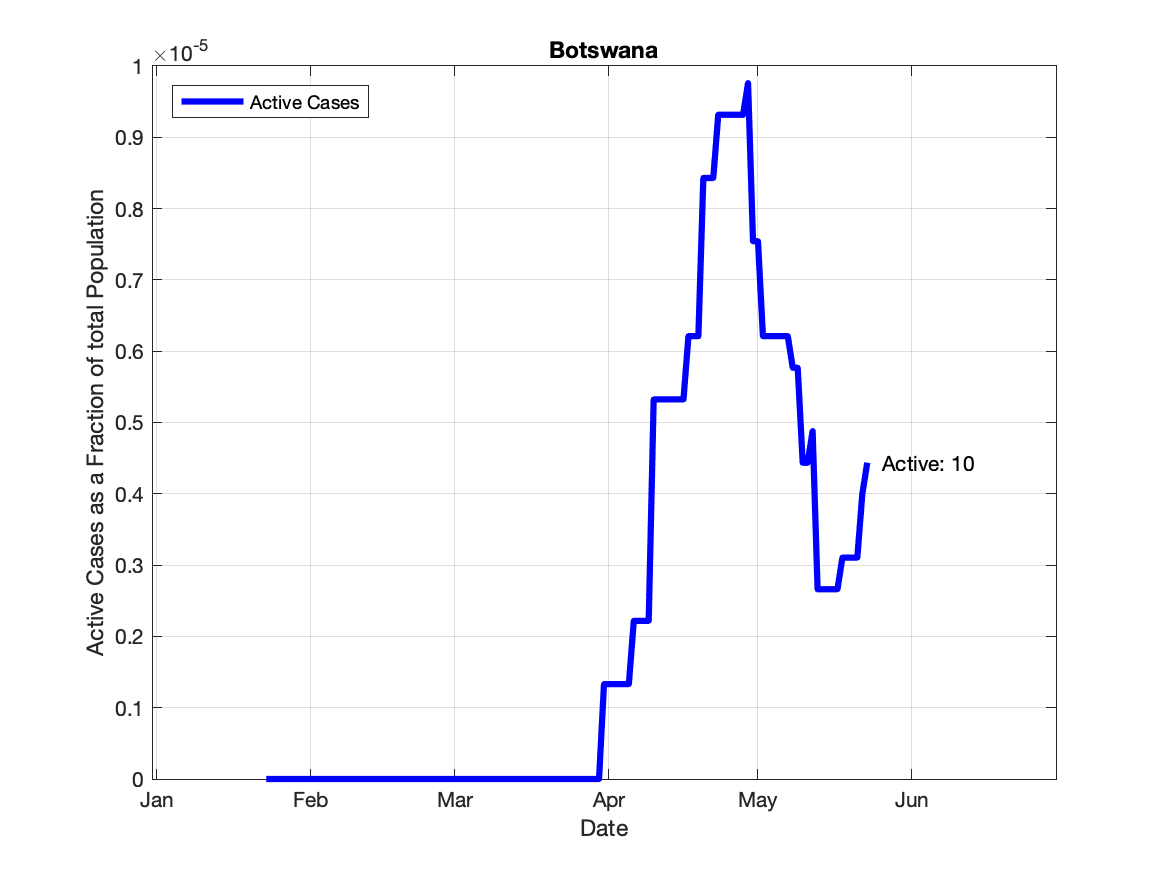 Botswana
×10-5
Active Cases
1
0.9
0.8
0.7
0.6
0.5
0.4
0.3
0.2
0.1
0
Active Cases as a Fraction of total Population
Active: 10
Jan Feb Mar Apr May Jun
Date